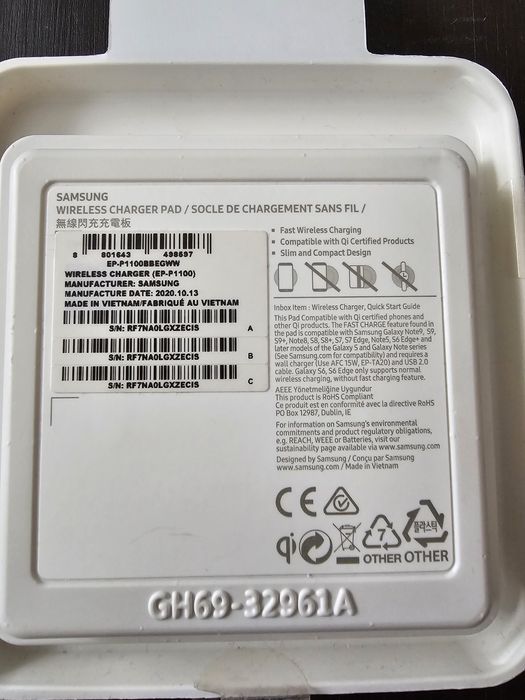 SAMSUNG
WIRELESS CHARGER PAD / SOCLE DE CHARGEMENT SANS FIL /
無線閃充充電板
8 801643 498697
EP-P1100BBEGWW
WIRELESS CHARGER (EP-P1100)
MANUFACTURER: SAMSUNG
MANUFACTURE DATE: 2020.10.13
MADE IN VIETNAM/FABRIQUÉ AU VIETNAM
S/N: RF7NA0LGXZECIS A
S/N: RF7NA0LGXZECIS B
S/N: RF7NA0LGXZECIS C
Fast Wireless Charging
Compatible with Qi Certified Products
Slim and Compact Design
Inbox Item : Wireless Charger, Quick Start Guide
This Pad Compatible with Qi certified phones and
other Qi products. The FAST CHARGE feature found in
the pad is compatible with Samsung Galaxy Note9, S9,
S9+, Note8, S8, S8+, S7, S7 Edge, Note5, S6 Edge+ and
later models of the Galaxy S and Galaxy Note series
(See Samsung.com for compatibility) and requires a
wall charger (Use AFC 15W, EP-TA20) and USB 2.0
cable. Galaxy S6, S6 Edge only supports normal
wireless charging, without fast charging feature.
AEEE Yönetmeliğine Uygundur
This product is RoHS Compliant
Ce produit est en conformité avec la directive RoHS
PO Box 12987, Dublin, IE
For information on Samsung's environmental
commitments and product regulatory obligations,
e.g. REACH, WEEE or Batteries, visit our
sustainability page available via www.samsung.com
Designed by Samsung / Conçu par Samsung
www.samsung.com / Made in Vietnam
CE
qi
7
OTHER
플라스틱
OTHER
GH69-32961A